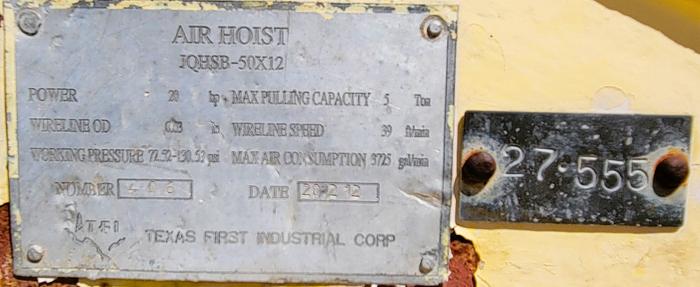 AIR HOIST
JQHSB-50X12
POWER 20 hp MAX PULLING CAPACITY 5 Ton
WIRELINE OD in WIRELINE SPEED 39 ft/min
WORKING PRESSURE 72.52-130.53 psi MAX AIR CONSUMPTION 3725 gal/min
NUMBER 406 DATE 2012 12
TFI TEXAS FIRST INDUSTRIAL CORP
27-555